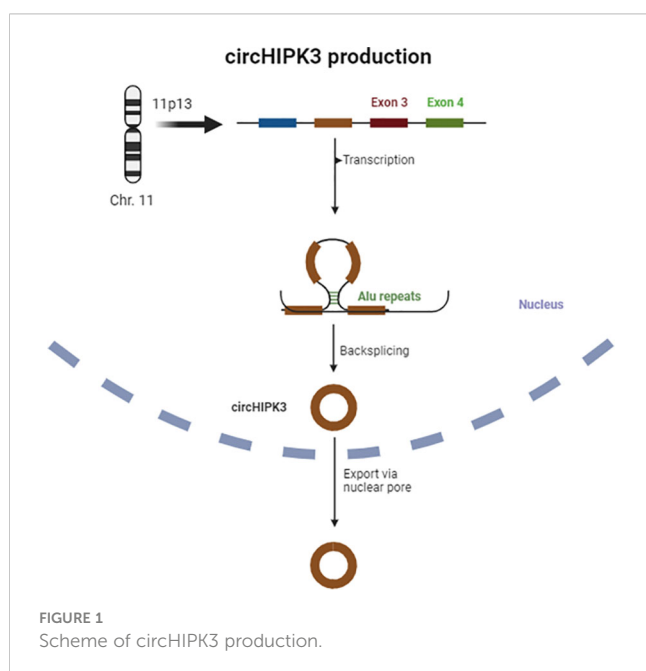 circHIPK3 production
11p13
Exon 3
Exon 4
Chr. 11
Transcription
Alu repeats
Nucleus
Backsplicing
circHIPK3
Export via
nuclear pore
FIGURE 1
Scheme of circHIPK3 production.